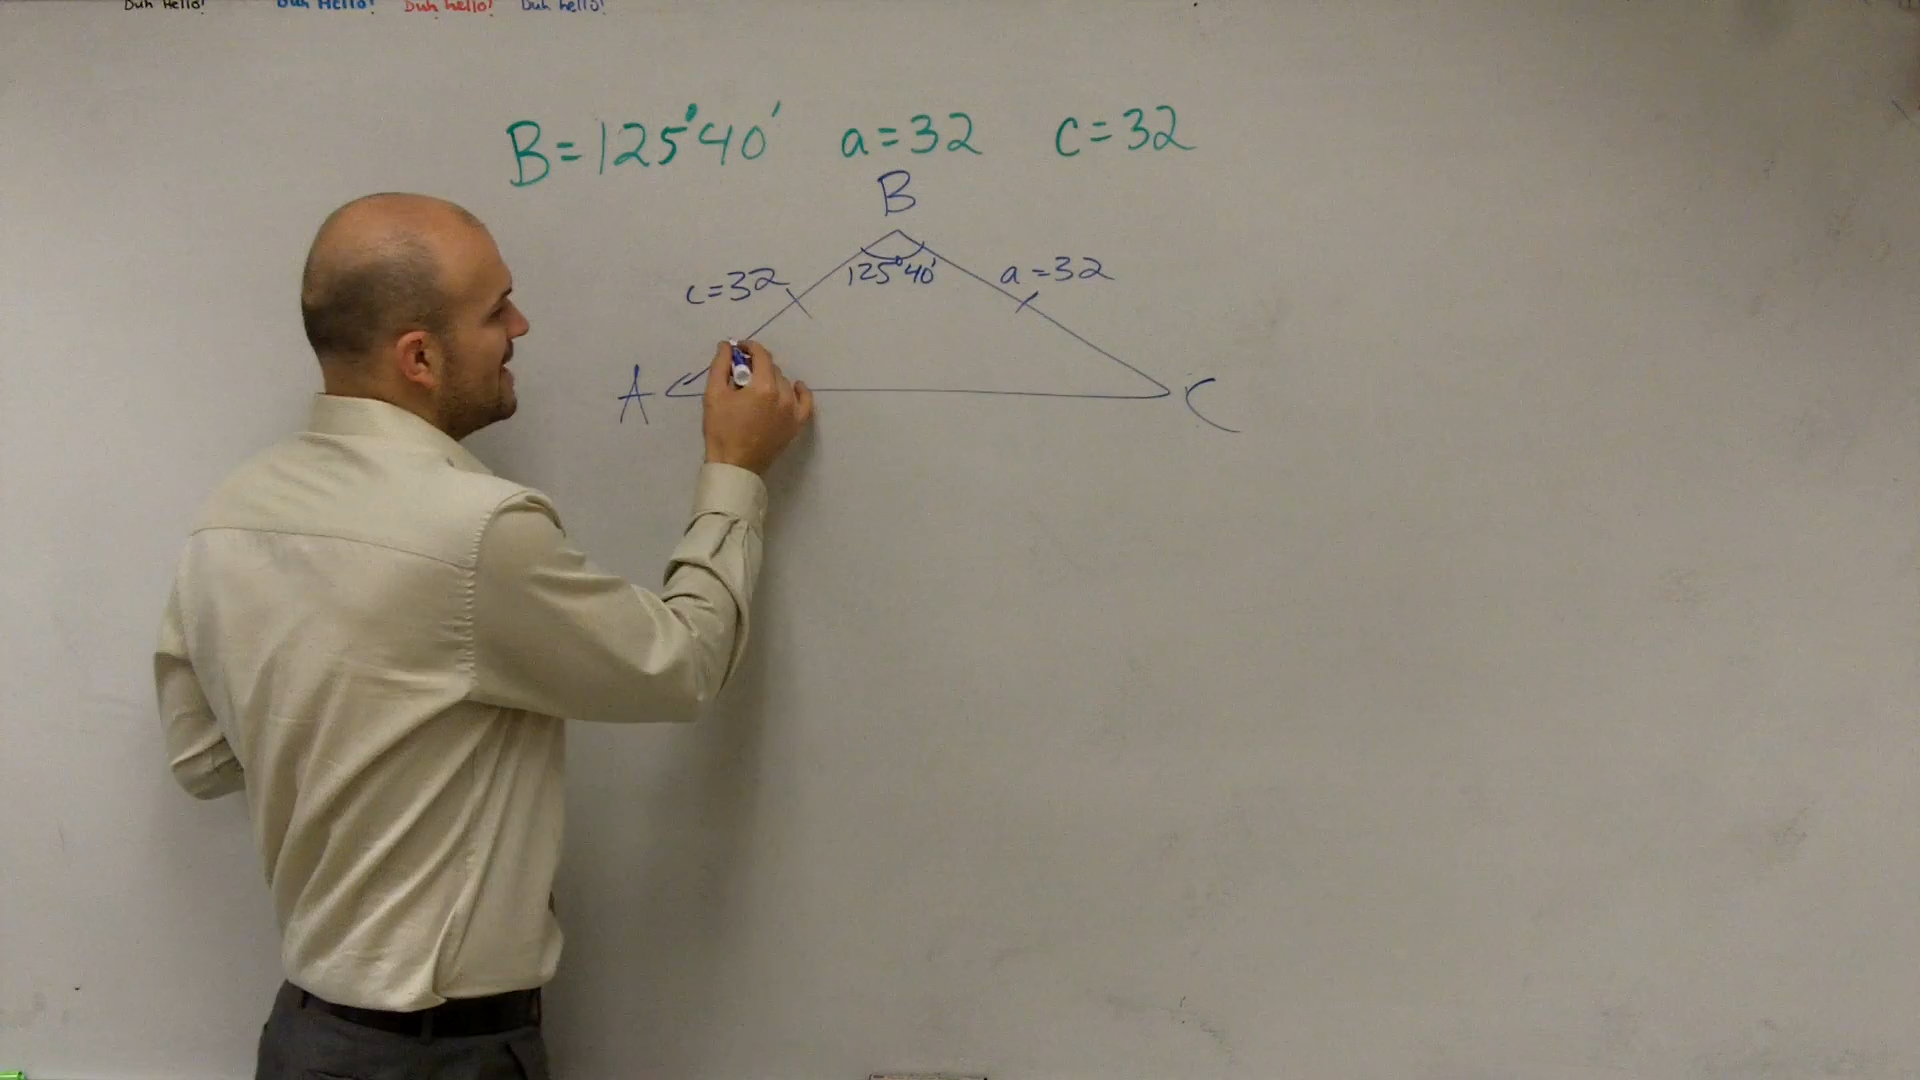 Duh Hello! Duh Hello! Duh hello! Duh hello!
B=125°40' a=32 c=32
B
c=32 125°40' a=32
A C